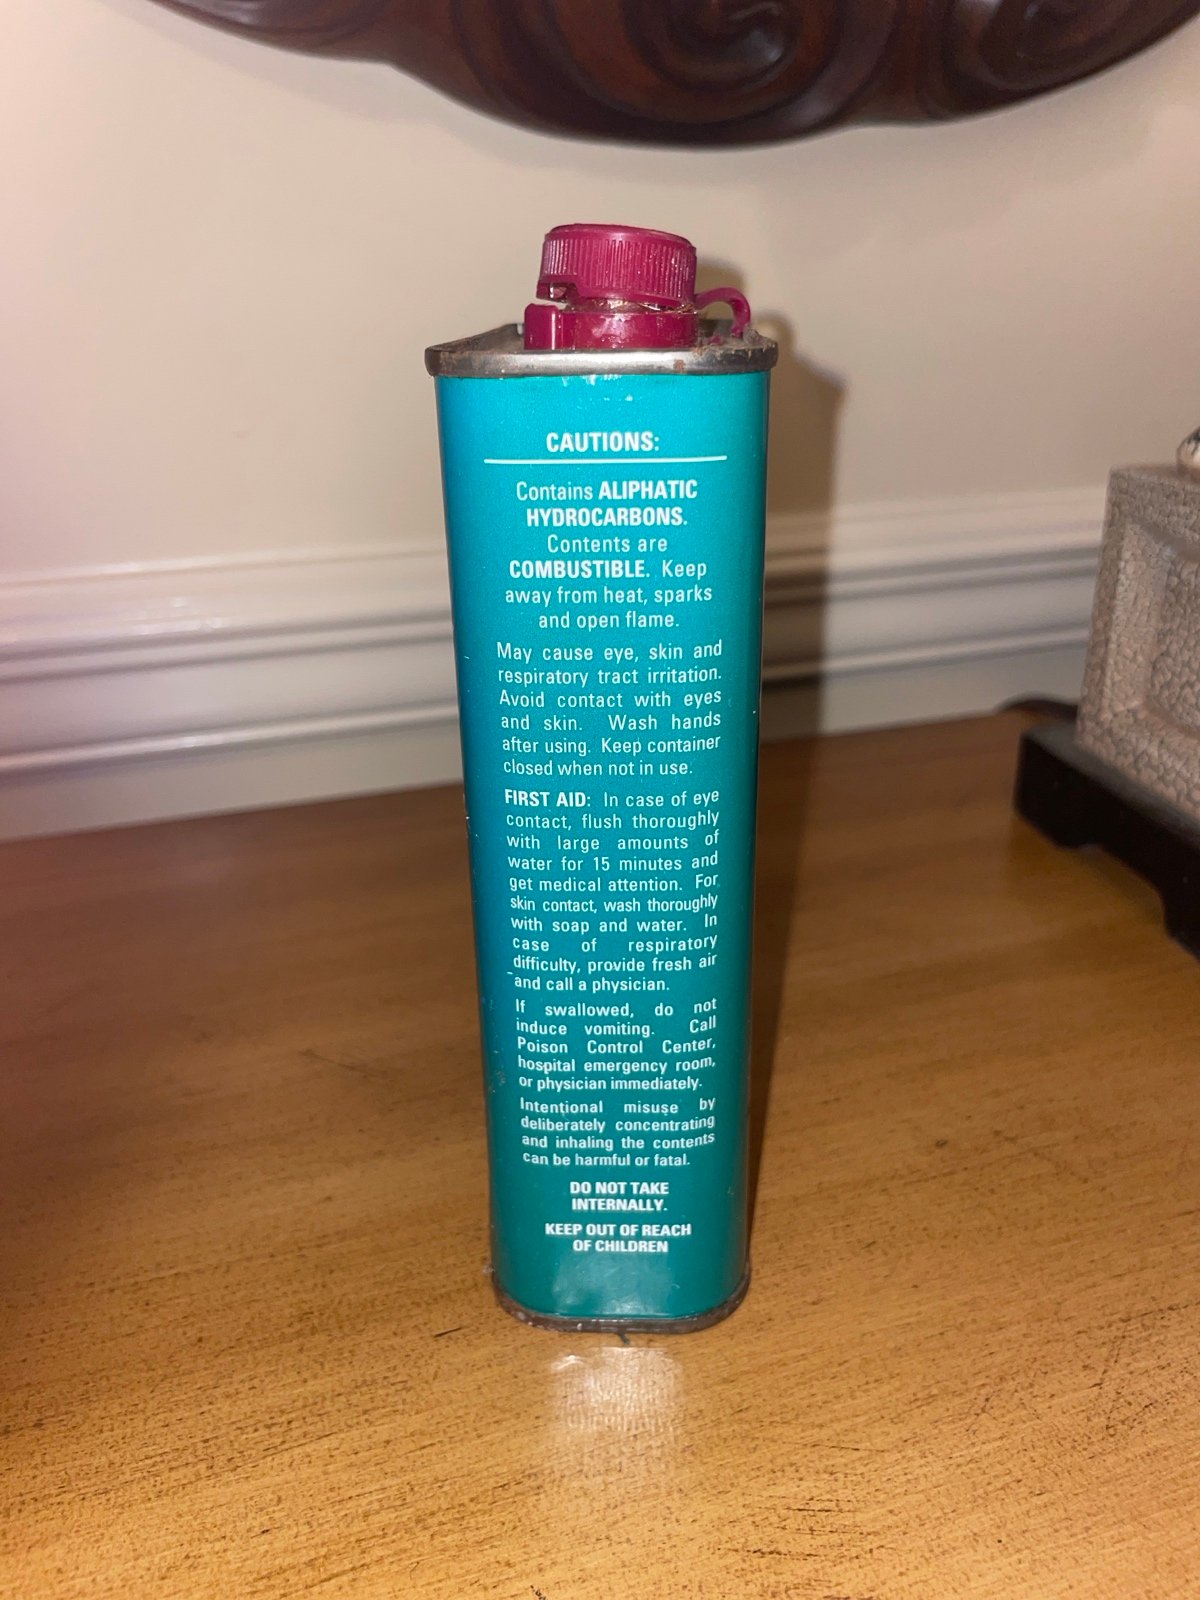 CAUTIONS:
Contains ALIPHATIC
HYDROCARBONS.
Contents are
COMBUSTIBLE. Keep
away from heat, sparks
and open flame.
May cause eye, skin and
respiratory tract irritation.
Avoid contact with eyes
and skin. Wash hands
after using. Keep container
closed when not in use.
FIRST AID: In case of eye
contact, flush thoroughly
with large amounts of
water for 15 minutes and
get medical attention. For
skin contact, wash thoroughly
with soap and water. In
case of respiratory
difficulty, provide fresh air
and call a physician.
If swallowed, do not
induce vomiting. Call
Poison Control Center,
hospital emergency room,
or physician immediately.
Intentional misuse by
deliberately concentrating
and inhaling the contents
can be harmful or fatal.
DO NOT TAKE
INTERNALLY.
KEEP OUT OF REACH
OF CHILDREN